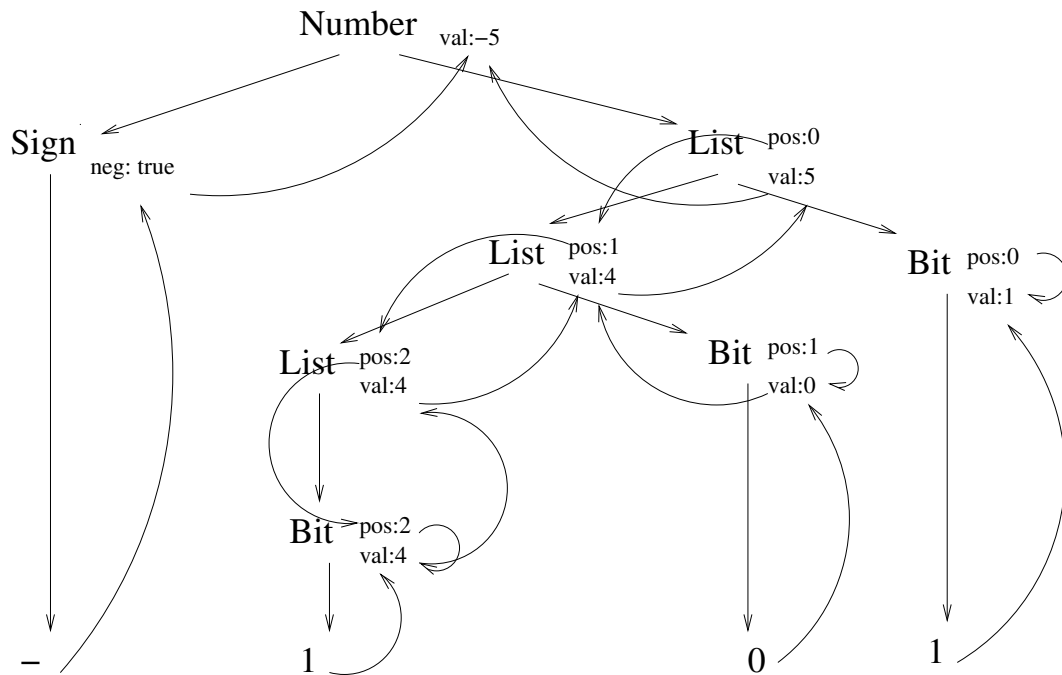 Number
val:−5
Sign
neg: true
List
pos:0
val:5
List
pos:1
val:4
Bit
pos:0
val:1
List
pos:2
val:4
Bit
pos:1
val:0
Bit
pos:2
val:4
−
1
0
1